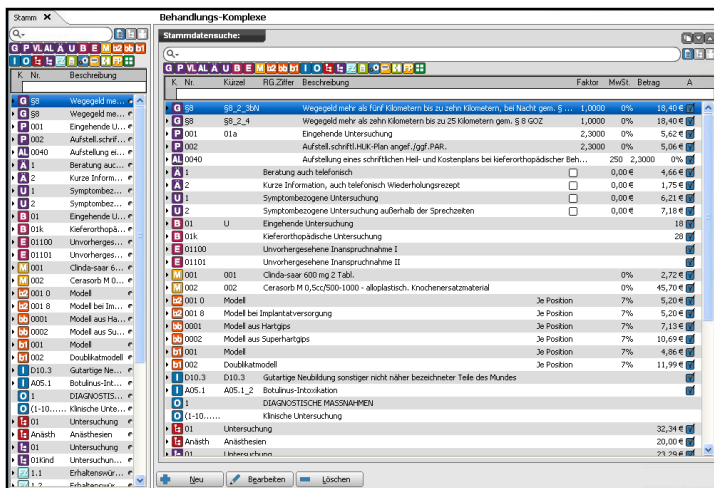 Stamm X
G P VL AL Ä U B E M b2 bb b1
K Nr. Beschreibung
G §8 Wegegeld me...
G §8 Wegegeld me...
P 001 Eingehende U...
P 002 Aufstell.schrif...
AL 0040 Aufstellung ei...
Ä 1 Beratung auc...
Ä 2 Kurze Inform...
U 1 Symptombez...
U 2 Symptombez...
B 01 Eingehende U...
B 01k Kieferorthopä...
E 01100 Unvorherges...
E 01101 Unvorherges...
M 001 Clinda-saar 6...
M 002 Cerasorb M 0...
b2 001 0 Modell
b2 001 8 Modell bei Im...
bb 0001 Modell aus Ha...
bb 0002 Modell aus Su...
b1 001 Modell
b1 002 Doublikatmodell
I D10.3 Gutartige Neu...
I A05.1 Botulinus-Int...
O 1 DIAGNOSTISC...
O (1-10...... Klinische Unte...
01 Untersuchung
Anästh Anästhesien
01 Untersuchung
01Kind Untersuchun...
1.1 Erhaltenswür...
1.2 Erhaltenswür...
Behandlungs-Komplexe
Stammdatensuche:
G P VL AL Ä U B E M b2 bb b1 I O
K Nr. Kürzel RG.Ziffer Beschreibung Faktor MwSt. Betrag A
G §8 §8_2_3bN Wegegeld mehr als fünf Kilometern bis zu zehn Kilometern, bei Nacht gem. § ... 1,0000 0% 18,40 €
G §8 §8_2_4 Wegegeld mehr als zehn Kilometern bis zu 25 Kilometern gem. § 8 GOZ 1,0000 0% 18,40 €
P 001 01a Eingehende Untersuchung 2,3000 0% 5,62 €
P 002 Aufstell.schriftl.HUK-Plan angef./ggf.PAR. 2,3000 0% 5,06 €
AL 0040 Aufstellung eines schriftlichen Heil- und Kostenplans bei kieferorthopädischer Beh... 250 2,3000 0%
Ä 1 Beratung auch telefonisch 0,00 € 4,66 €
Ä 2 Kurze Information, auch telefonisch Wiederholungsrezept 0,00 € 1,75 €
U 1 Symptombezogene Untersuchung 0,00 € 6,21 €
U 2 Symptombezogene Untersuchung außerhalb der Sprechzeiten 0,00 € 7,18 €
B 01 U Eingehende Untersuchung 18
B 01k Kieferorthopädische Untersuchung 28
E 01100 Unvorhergesehene Inanspruchnahme I
E 01101 Unvorhergesehene Inanspruchnahme II
M 001 001 Clinda-saar 600 mg 2 Tabl. 0% 2,72 €
M 002 002 Cerasorb M 0,5cc/500-1000 - alloplastisch. Knochenersatzmaterial 0% 45,70 €
b2 001 0 Modell Je Position 7% 5,20 €
b2 001 8 Modell bei Implantatversorgung Je Position 7% 5,20 €
bb 0001 Modell aus Hartgips Je Position 7% 7,13 €
bb 0002 Modell aus Superhartgips Je Position 7% 10,69 €
b1 001 Modell Je Position 7% 4,86 €
b1 002 Doublikatmodell Je Position 7% 11,99 €
I D10.3 D10.3 Gutartige Neubildung sonstiger nicht näher bezeichneter Teile des Mundes
I A05.1 A05.1_2 Botulinus-Intoxikation
O 1 DIAGNOSTISCHE MASSNAHMEN
O (1-10...... Klinische Untersuchung
01 Untersuchung 32,34 €
Anästh Anästhesien 20,00 €
01 Untersuchung 23,29 €
Neu Bearbeiten Löschen